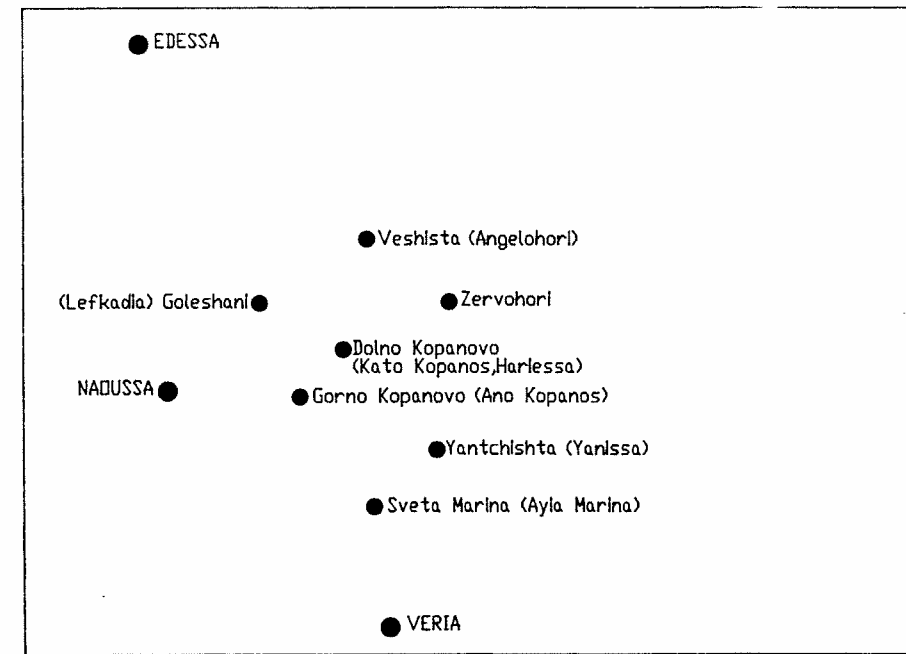 EDESSA
Veshista (Angelohori)
(Lefkadia) Goleshani
Zervohori
Dolno Kopanovo
(Kato Kopanos,Hariessa)
NAOUSSA
Gorno Kopanovo (Ano Kopanos)
Yantchishta (Yanissa)
Sveta Marina (Ayia Marina)
VERIA